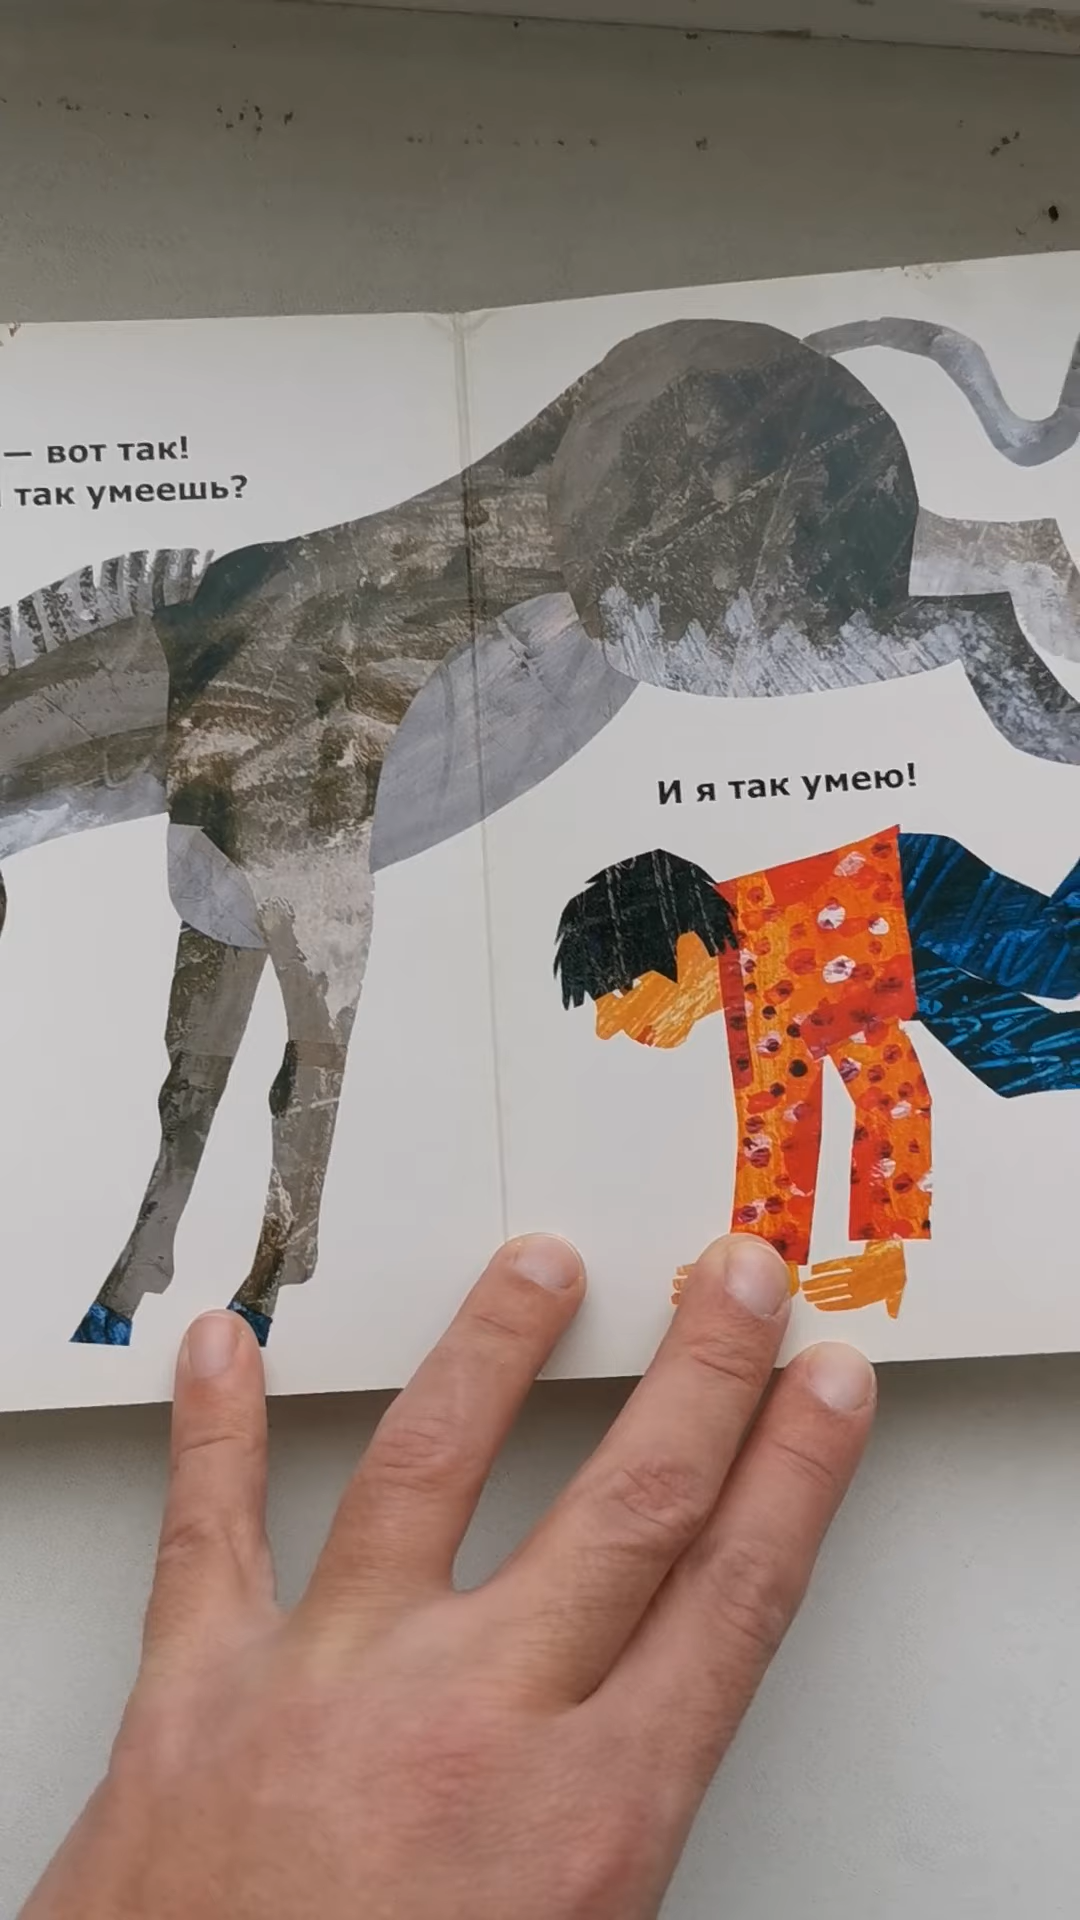 — вот так!
так умеешь?
И я так умею!